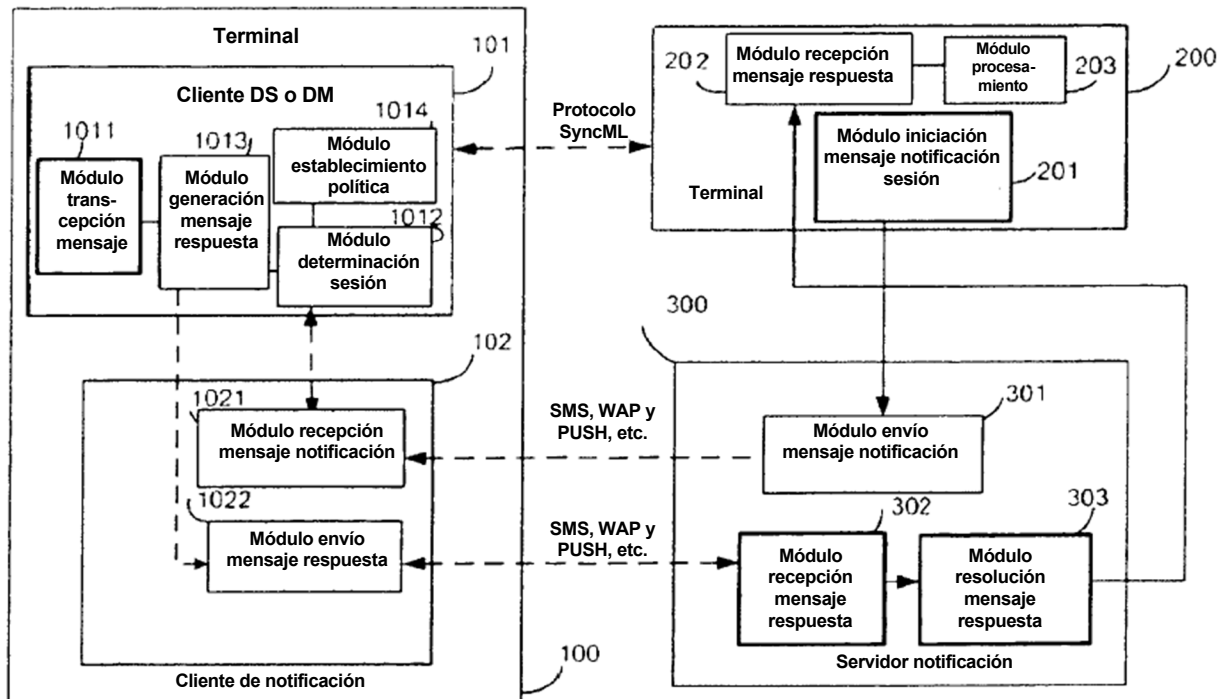 Terminal
101
Cliente DS o DM
1011
1013
1014
Módulo
trans-
cepción
mensaje
Módulo
generación
mensaje
respuesta
Módulo
establecimiento
política
1012
Módulo
determinación
sesión
Protocolo
SyncML
202
Módulo recepción
mensaje respuesta
Módulo
procesa-
miento
203
200
Módulo iniciación
mensaje notificación
sesión
201
Terminal
102
1021
Módulo recepción
mensaje notificación
1022
Módulo envío
mensaje respuesta
Cliente de notificación
100
SMS, WAP y
PUSH, etc.
SMS, WAP y
PUSH, etc.
300
301
Módulo envío
mensaje notificación
302
303
Módulo
recepción
mensaje
respuesta
Módulo
resolución
mensaje
respuesta
Servidor notificación